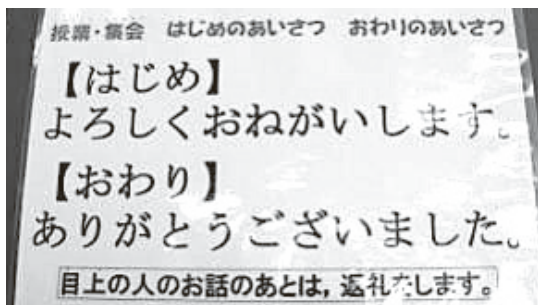 授業・集会 はじめのあいさつ おわりのあいさつ
【はじめ】
よろしくおねがいします。
【おわり】
ありがとうございました。
目上の人のお話のあとは，返礼をします。